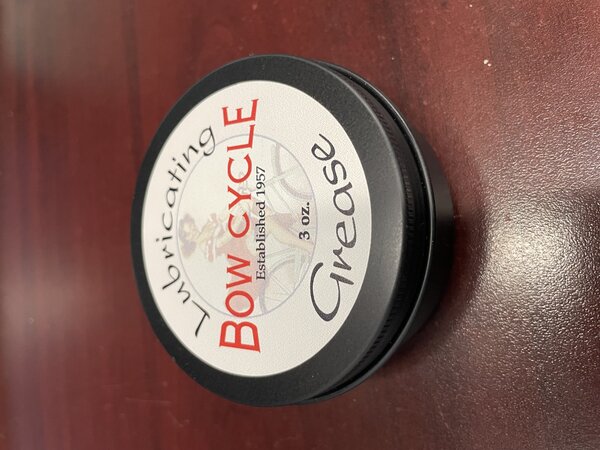 Lubricating
BOW CYCLE
Established 1957
3 oz.
Grease